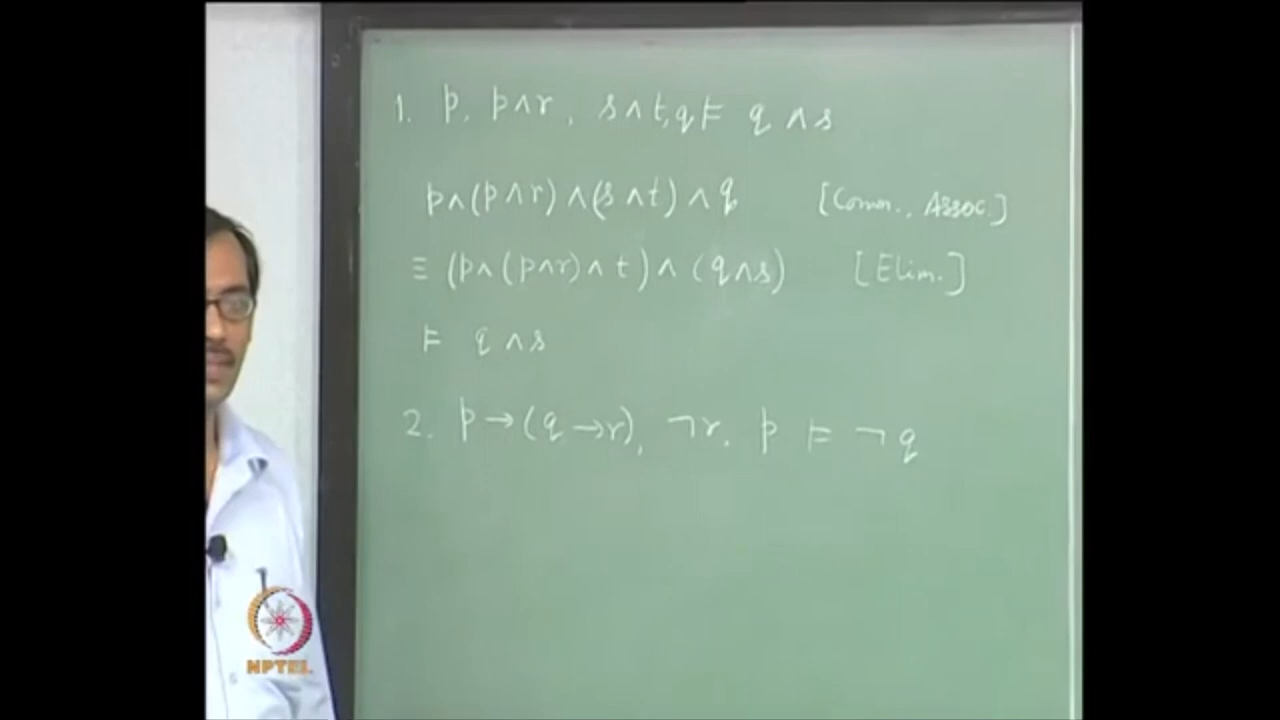 1. p, p∧r, s∧t, q ⊨ q∧s
p∧(p∧r)∧(s∧t)∧q [Comm., Assoc.]
≡ (p∧(p∧r)∧t)∧(q∧s) [Elim.]
⊨ q∧s
2. p→(q→r), ¬r, p ⊨ ¬q
NPTEL